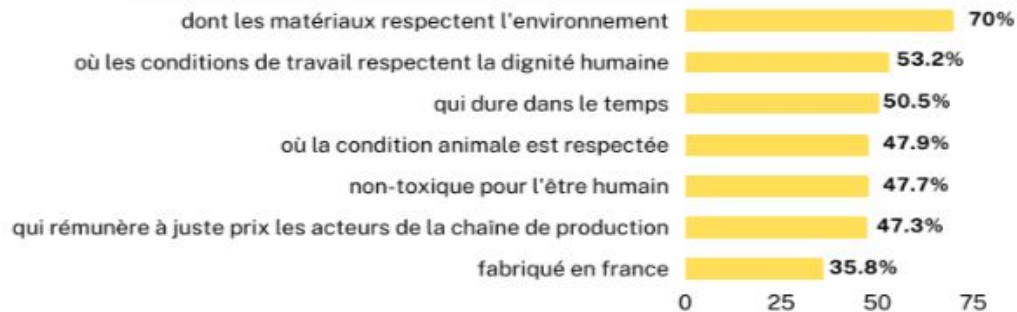 dont les matériaux respectent l'environnement 70%
où les conditions de travail respectent la dignité humaine 53.2%
qui dure dans le temps 50.5%
où la condition animale est respectée 47.9%
non-toxique pour l'être humain 47.7%
qui rémunère à juste prix les acteurs de la chaîne de production 47.3%
fabriqué en france 35.8%
0 25 50 75